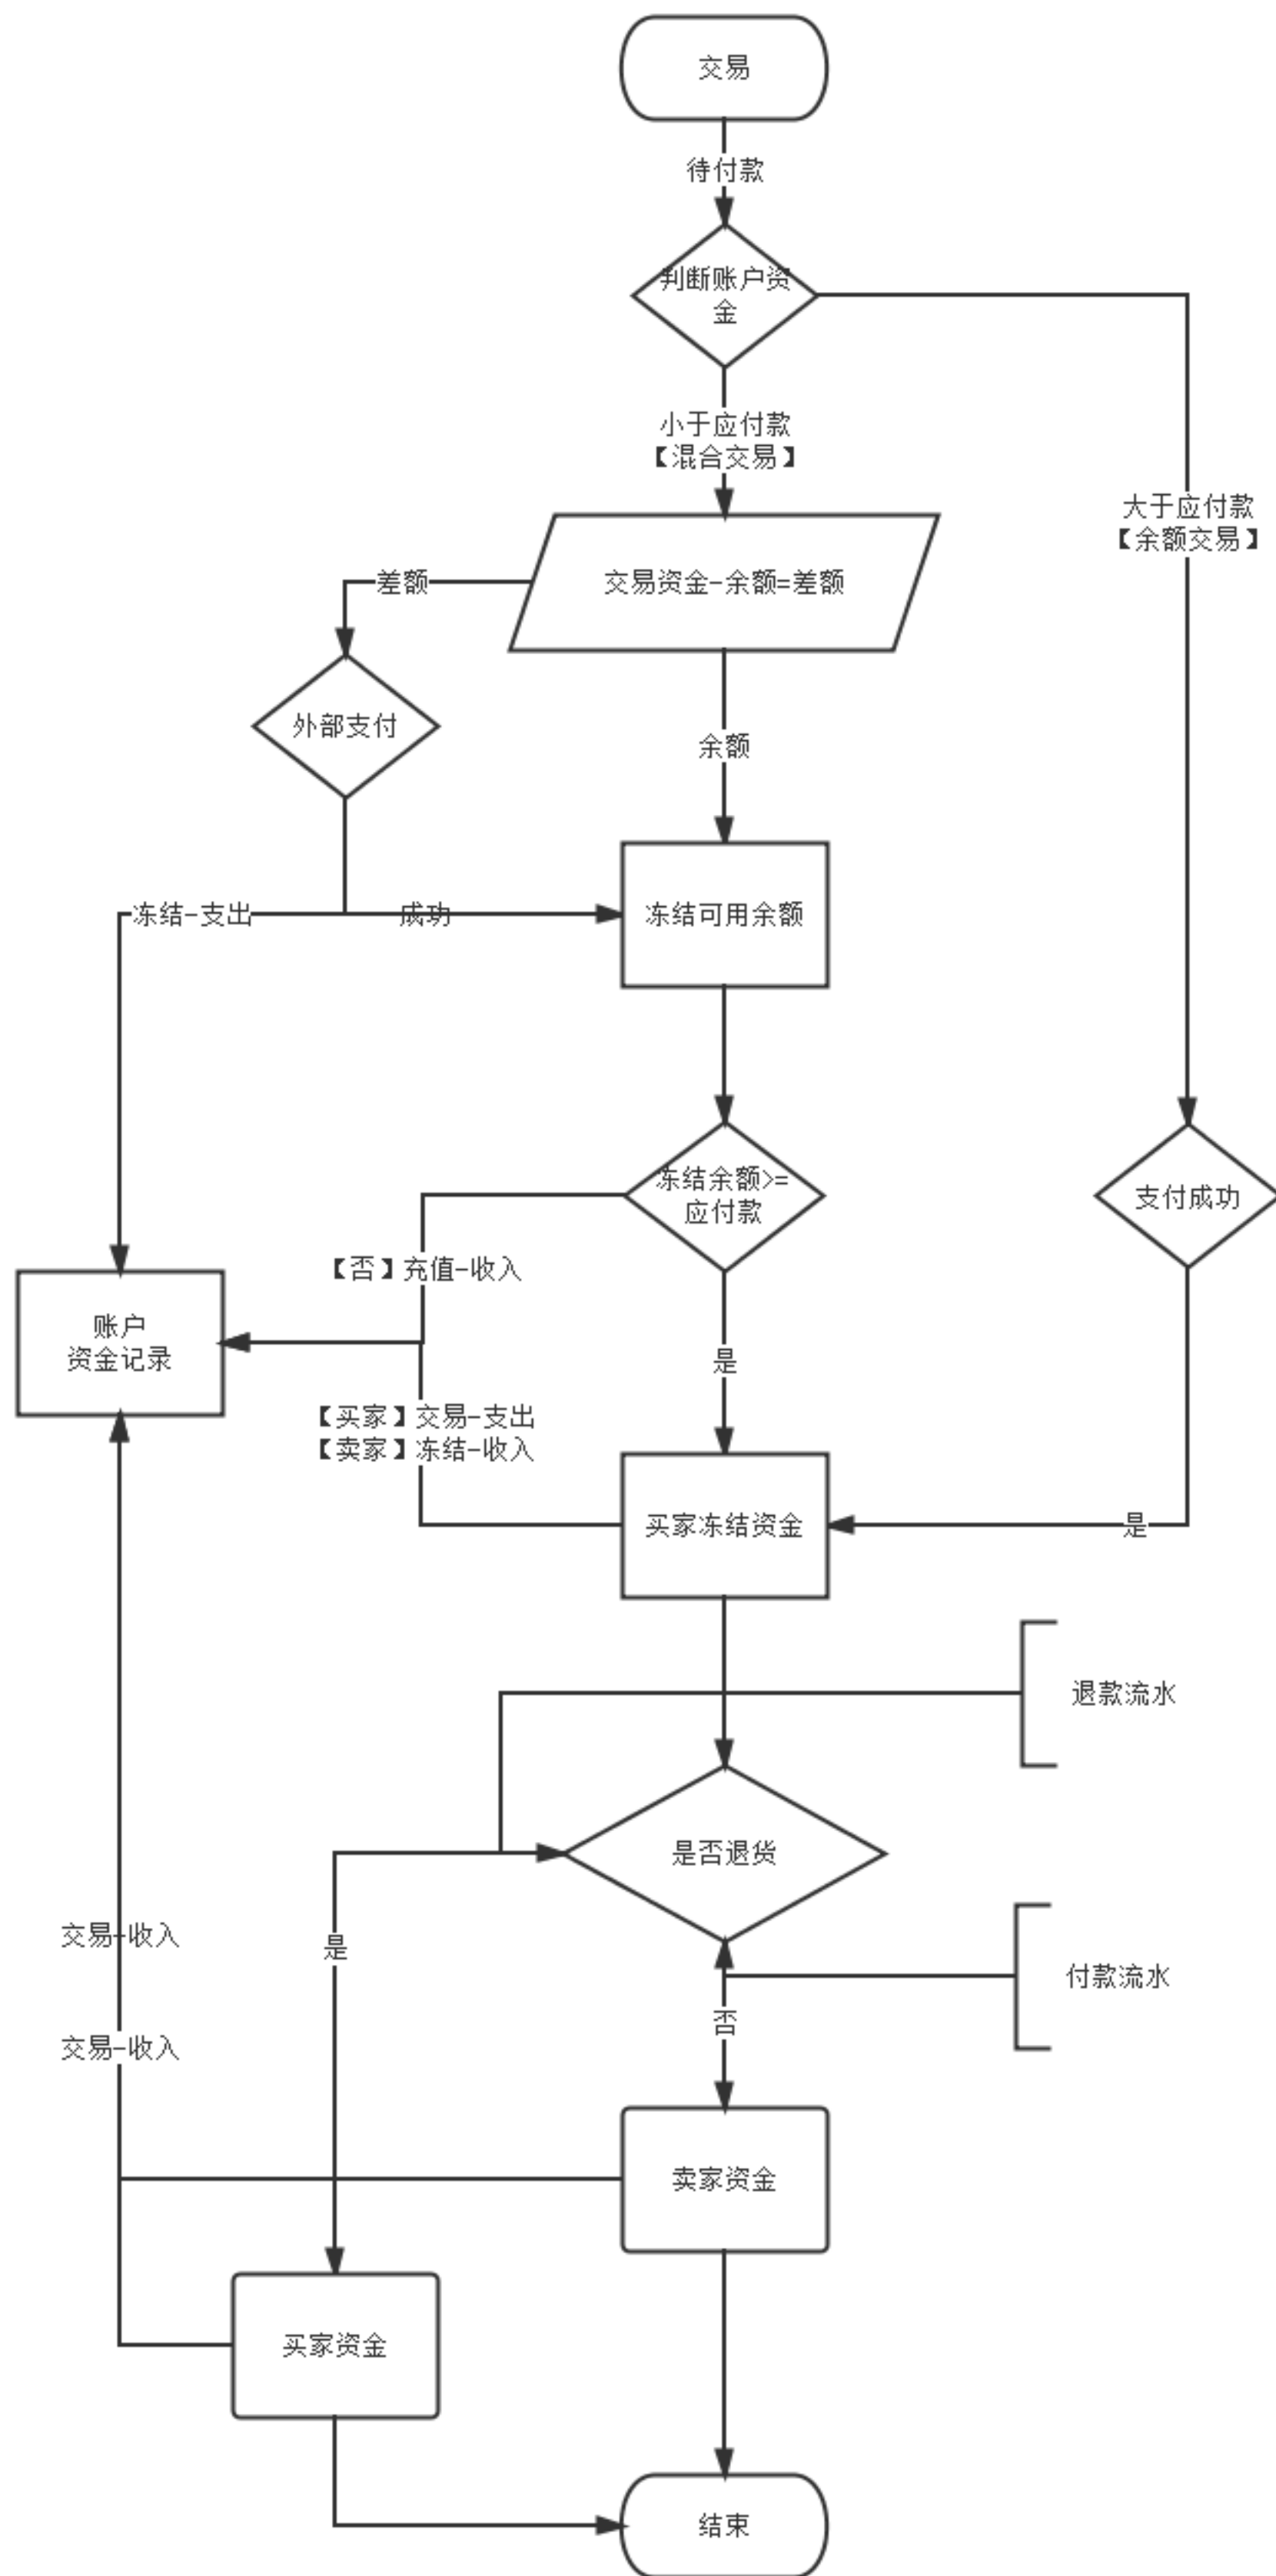 交易
待付款
判断账户资
金
小于应付款
【混合交易】
大于应付款
【余额交易】
交易资金-余额=差额
差额
外部支付
余额
冻结-支出
成功
冻结可用余额
冻结余额>=
应付款
支付成功
【否】充值-收入
账户
资金记录
是
【买家】交易-支出
【卖家】冻结-收入
买家冻结资金
是
退款流水
是否退货
交易-收入
是
付款流水
否
交易-收入
卖家资金
买家资金
结束